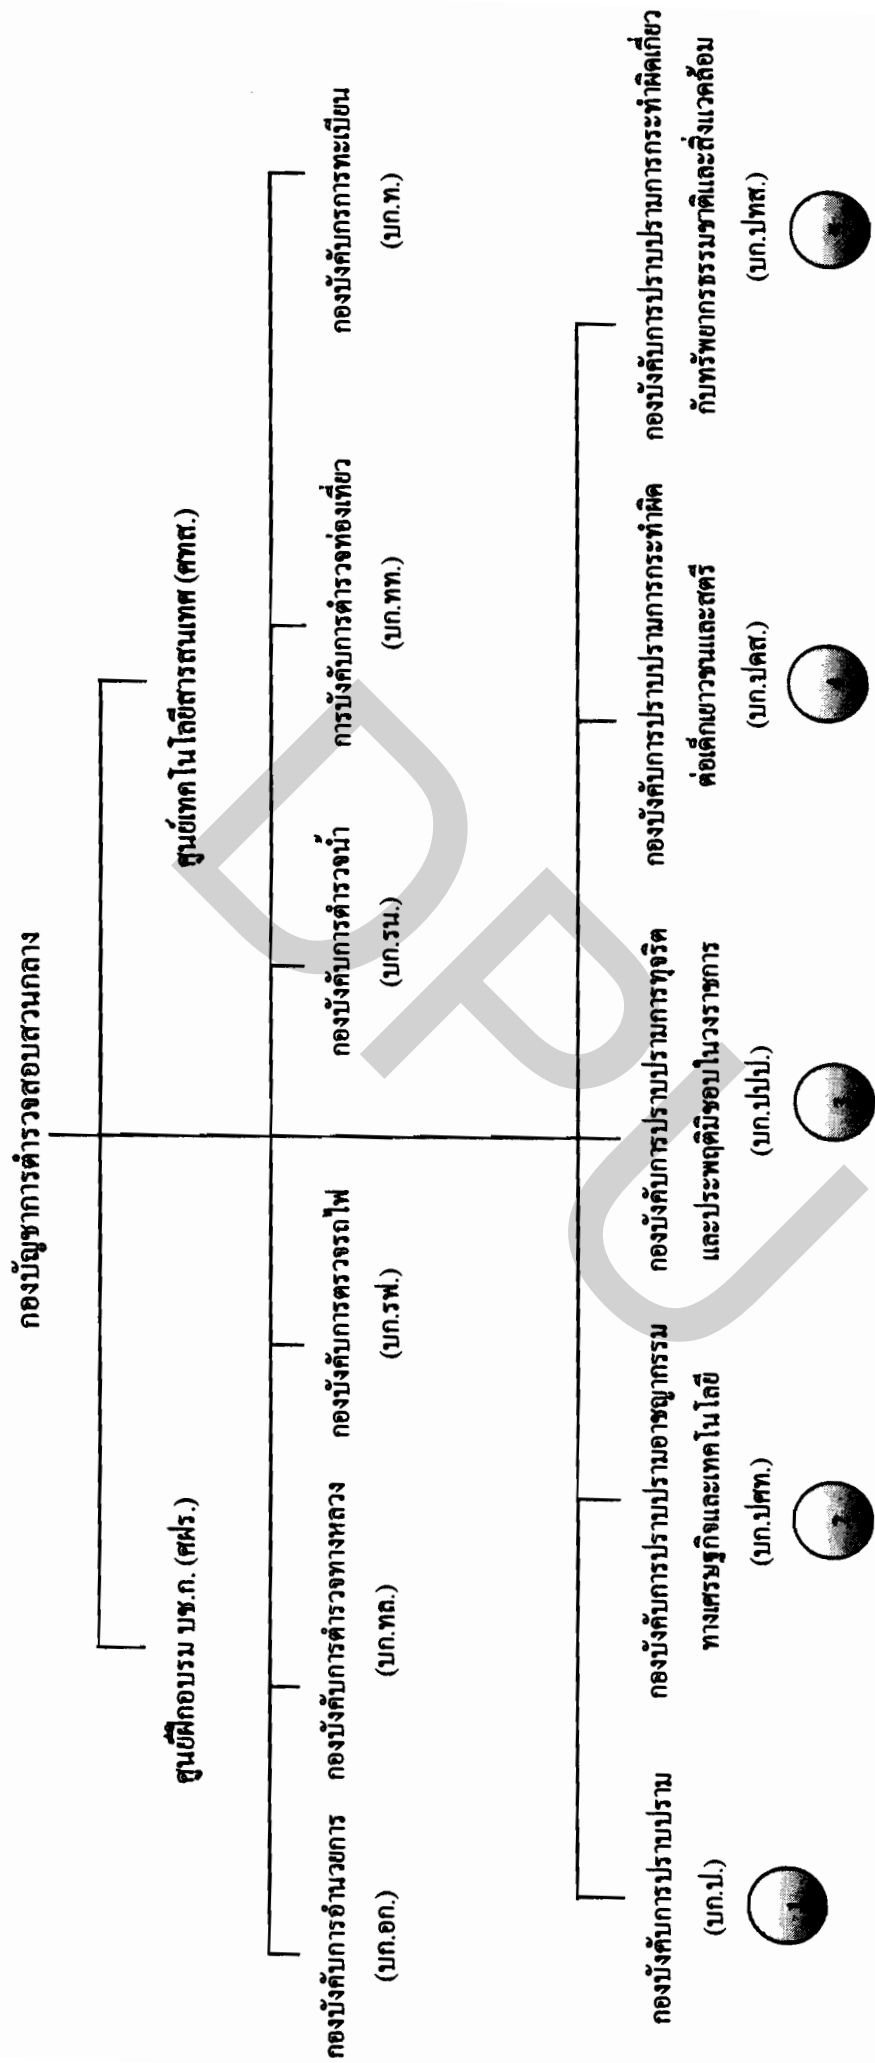 กองบัญชาการตำรวจสอบสวนกลาง
ศูนย์ฝึกอบรม บช.ก. (ศฝร.)
ศูนย์เทคโนโลยีสารสนเทศ (ศทส.)
กองบังคับการอำนวยการ
(บก.อก.)
กองบังคับการตำรวจทางหลวง
(บก.ทล.)
กองบังคับการตรวจรถไฟ
(บก.รฟ.)
กองบังคับการตำรวจน้ำ
(บก.รน.)
การบังคับการตำรวจท่องเที่ยว
(บก.ทท.)
กองบังคับกรการทะเบียน
(บก.ท.)
กองบังคับการปราบปราม
(บก.ป.)
1
กองบังคับการปราบปรามอาชญากรรม
ทางเศรษฐกิจและเทคโนโลยี
(บก.ปศท.)
2
กองบังคับการปราบปรามการทุจริต
และประพฤติมิชอบในวงราชการ
(บก.ปปป.)
3
กองบังคับการปราบปรามการกระทำผิด
ต่อเด็กเยาวชนและสตรี
(บก.ปดส.)
4
กองบังคับการปราบปรามการกระทำผิดเกี่ยว
กับทรัพยากรธรรมชาติและสิ่งแวดล้อม
(บก.ปทส.)
DPU